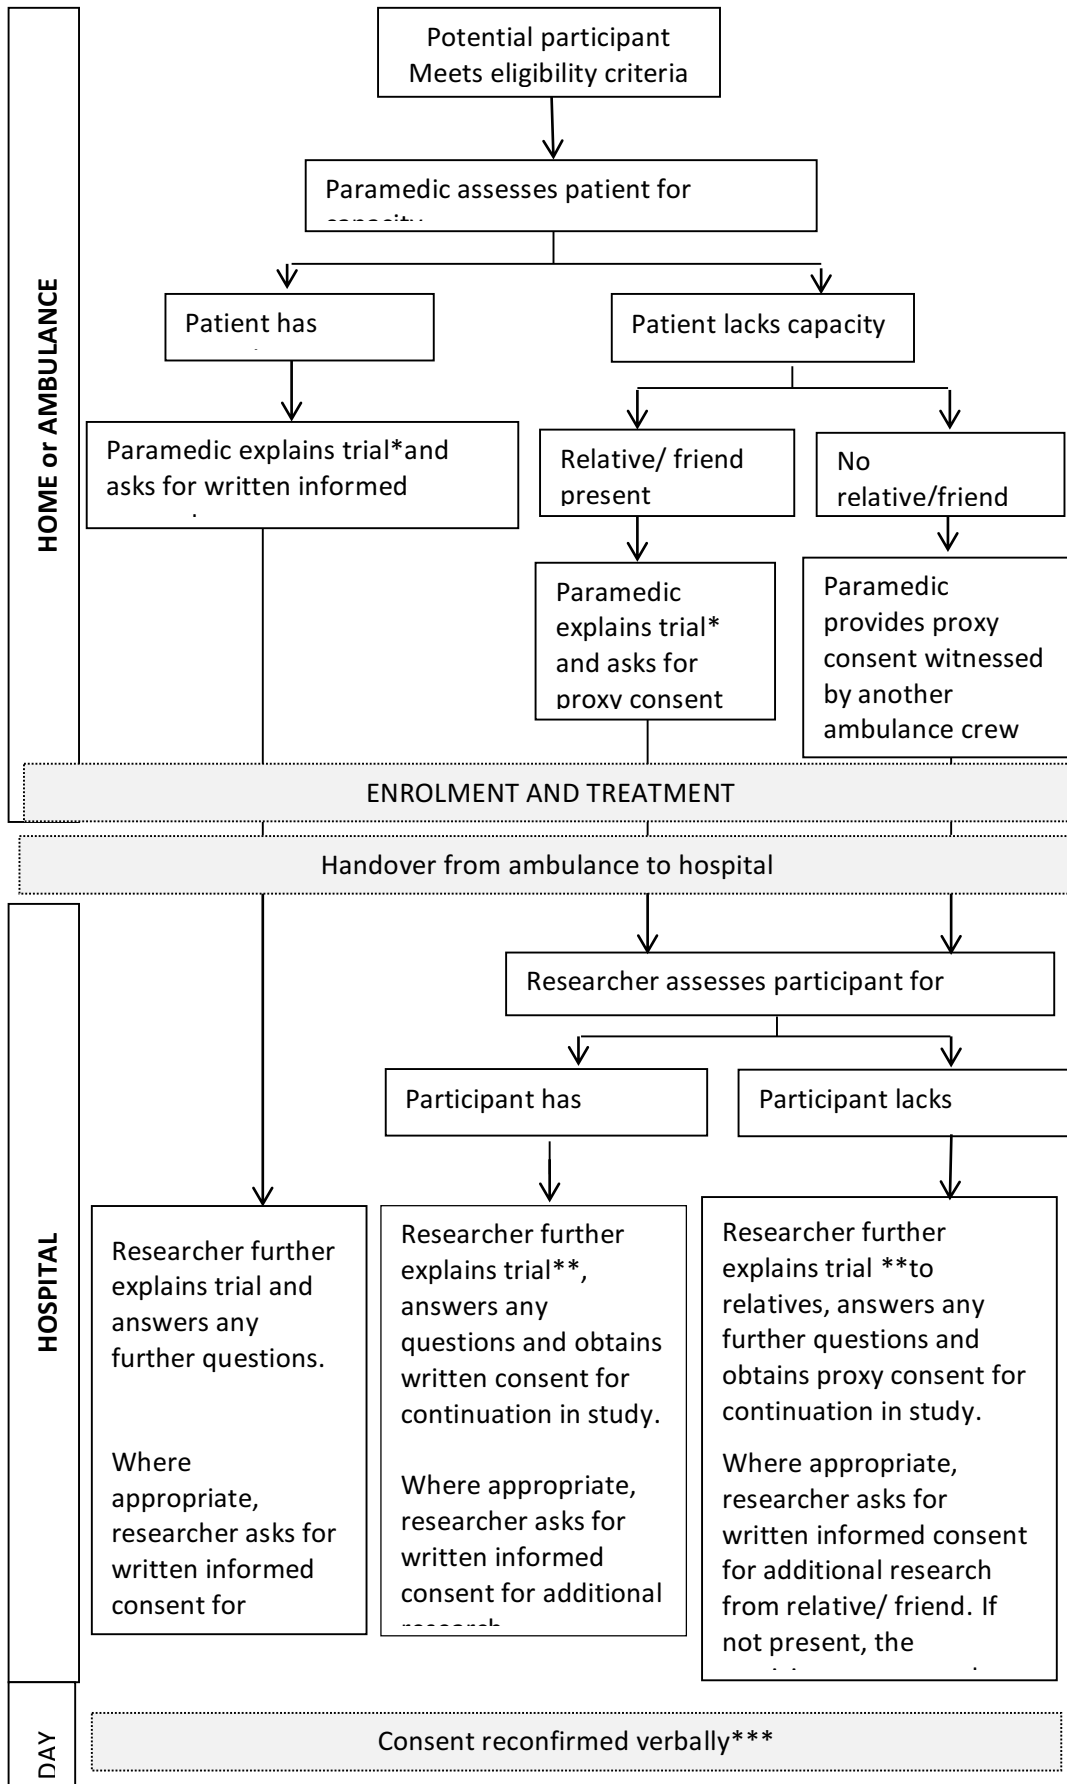 Potential participant
Meets eligibility criteria
Paramedic assesses patient for
HOME or AMBULANCE
Patient has
Patient lacks capacity
Paramedic explains trial*and
asks for written informed
Relative/ friend
present
No
relative/friend
Paramedic
explains trial*
and asks for
proxy consent
Paramedic
provides proxy
consent witnessed
by another
ambulance crew
ENROLMENT AND TREATMENT
Handover from ambulance to hospital
HOSPITAL
Researcher assesses participant for
Participant has
Participant lacks
Researcher further
explains trial and
answers any
further questions.
Where
appropriate,
researcher asks for
written informed
consent for
Researcher further
explains trial**,
answers any
questions and obtains
written consent for
continuation in study.
Where appropriate,
researcher asks for
written informed
consent for additional
Researcher further
explains trial **to
relatives, answers any
further questions and
obtains proxy consent for
continuation in study.
Where appropriate,
researcher asks for
written informed consent
for additional research
from relative/ friend. If
not present, the
DAY
Consent reconfirmed verbally***